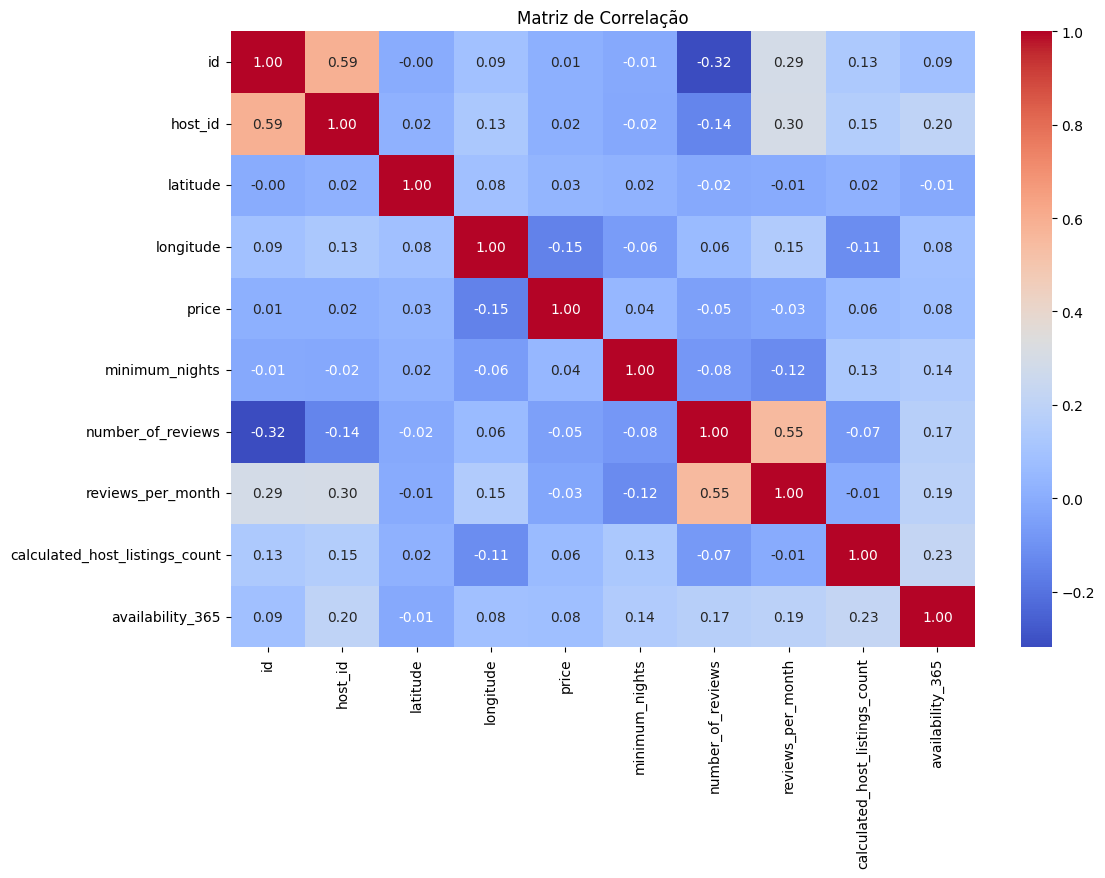 Matriz de Correlação
id 1.00 0.59 -0.00 0.09 0.01 -0.01 -0.32 0.29 0.13 0.09
host_id 0.59 1.00 0.02 0.13 0.02 -0.02 -0.14 0.30 0.15 0.20
latitude -0.00 0.02 1.00 0.08 0.03 0.02 -0.02 -0.01 0.02 -0.01
longitude 0.09 0.13 0.08 1.00 -0.15 -0.06 0.06 0.15 -0.11 0.08
price 0.01 0.02 0.03 -0.15 1.00 0.04 -0.05 -0.03 0.06 0.08
minimum_nights -0.01 -0.02 0.02 -0.06 0.04 1.00 -0.08 -0.12 0.13 0.14
number_of_reviews -0.32 -0.14 -0.02 0.06 -0.05 -0.08 1.00 0.55 -0.07 0.17
reviews_per_month 0.29 0.30 -0.01 0.15 -0.03 -0.12 0.55 1.00 -0.01 0.19
calculated_host_listings_count 0.13 0.15 0.02 -0.11 0.06 0.13 -0.07 -0.01 1.00 0.23
availability_365 0.09 0.20 -0.01 0.08 0.08 0.14 0.17 0.19 0.23 1.00
id
host_id
latitude
longitude
price
minimum_nights
number_of_reviews
reviews_per_month
calculated_host_listings_count
availability_365
1.0
0.8
0.6
0.4
0.2
0.0
−0.2